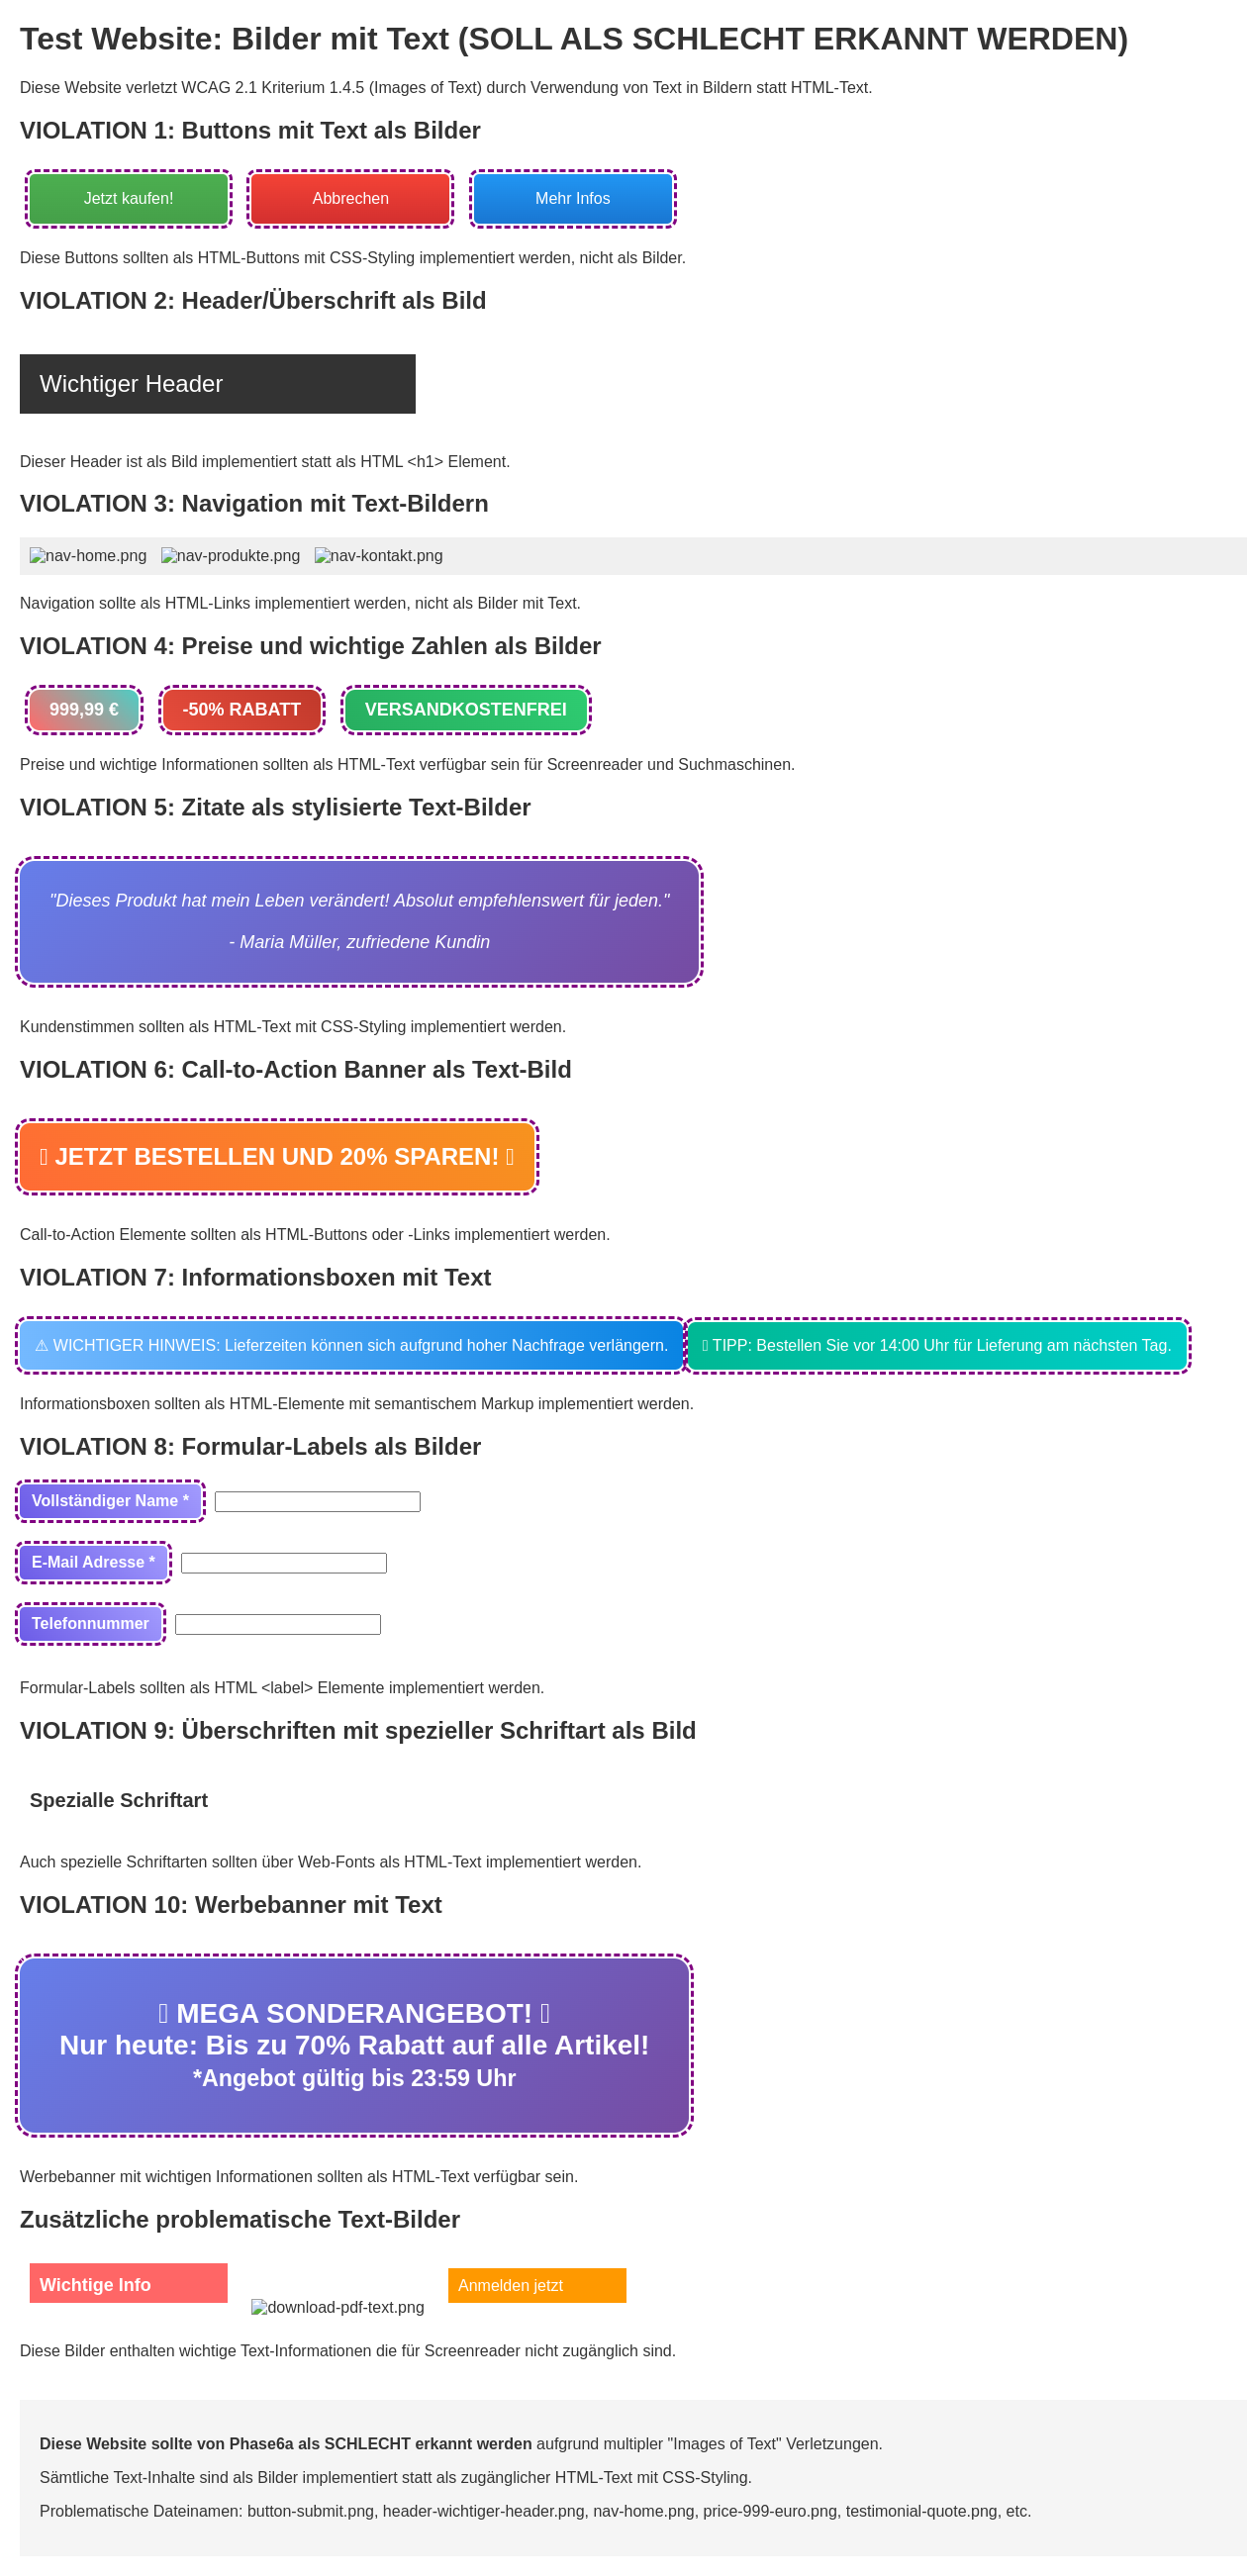 Test Website: Bilder mit Text (SOLL ALS SCHLECHT ERKANNT WERDEN)
Diese Website verletzt WCAG 2.1 Kriterium 1.4.5 (Images of Text) durch Verwendung von Text in Bildern statt HTML-Text.
VIOLATION 1: Buttons mit Text als Bilder
Jetzt kaufen! Abbrechen Mehr Infos
Diese Buttons sollten als HTML-Buttons mit CSS-Styling implementiert werden, nicht als Bilder.
VIOLATION 2: Header/Überschrift als Bild
Wichtiger Header
Dieser Header ist als Bild implementiert statt als HTML <h1> Element.
VIOLATION 3: Navigation mit Text-Bildern
nav-home.png nav-produkte.png nav-kontakt.png
Navigation sollte als HTML-Links implementiert werden, nicht als Bilder mit Text.
VIOLATION 4: Preise und wichtige Zahlen als Bilder
999,99 € -50% RABATT VERSANDKOSTENFREI
Preise und wichtige Informationen sollten als HTML-Text verfügbar sein für Screenreader und Suchmaschinen.
VIOLATION 5: Zitate als stylisierte Text-Bilder
"Dieses Produkt hat mein Leben verändert! Absolut empfehlenswert für jeden."
- Maria Müller, zufriedene Kundin
Kundenstimmen sollten als HTML-Text mit CSS-Styling implementiert werden.
VIOLATION 6: Call-to-Action Banner als Text-Bild
JETZT BESTELLEN UND 20% SPAREN!
Call-to-Action Elemente sollten als HTML-Buttons oder -Links implementiert werden.
VIOLATION 7: Informationsboxen mit Text
⚠ WICHTIGER HINWEIS: Lieferzeiten können sich aufgrund hoher Nachfrage verlängern. TIPP: Bestellen Sie vor 14:00 Uhr für Lieferung am nächsten Tag.
Informationsboxen sollten als HTML-Elemente mit semantischem Markup implementiert werden.
VIOLATION 8: Formular-Labels als Bilder
Vollständiger Name *
E-Mail Adresse *
Telefonnummer
Formular-Labels sollten als HTML <label> Elemente implementiert werden.
VIOLATION 9: Überschriften mit spezieller Schriftart als Bild
Spezialle Schriftart
Auch spezielle Schriftarten sollten über Web-Fonts als HTML-Text implementiert werden.
VIOLATION 10: Werbebanner mit Text
MEGA SONDERANGEBOT!
Nur heute: Bis zu 70% Rabatt auf alle Artikel!
*Angebot gültig bis 23:59 Uhr
Werbebanner mit wichtigen Informationen sollten als HTML-Text verfügbar sein.
Zusätzliche problematische Text-Bilder
Wichtige Info download-pdf-text.png Anmelden jetzt
Diese Bilder enthalten wichtige Text-Informationen die für Screenreader nicht zugänglich sind.
Diese Website sollte von Phase6a als SCHLECHT erkannt werden aufgrund multipler "Images of Text" Verletzungen.
Sämtliche Text-Inhalte sind als Bilder implementiert statt als zugänglicher HTML-Text mit CSS-Styling.
Problematische Dateinamen: button-submit.png, header-wichtiger-header.png, nav-home.png, price-999-euro.png, testimonial-quote.png, etc.